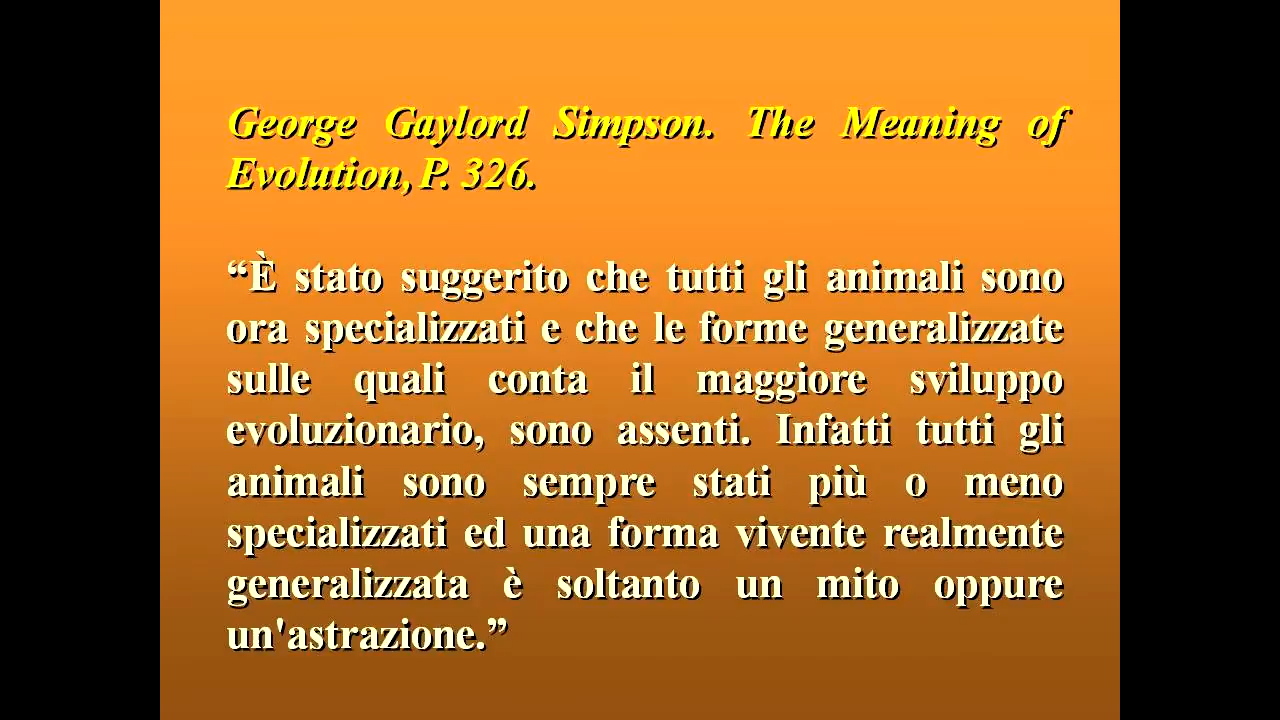 George Gaylord Simpson. The Meaning of
Evolution, P. 326.
“È stato suggerito che tutti gli animali sono
ora specializzati e che le forme generalizzate
sulle quali conta il maggiore sviluppo
evoluzionario, sono assenti. Infatti tutti gli
animali sono sempre stati più o meno
specializzati ed una forma vivente realmente
generalizzata è soltanto un mito oppure
un'astrazione.”